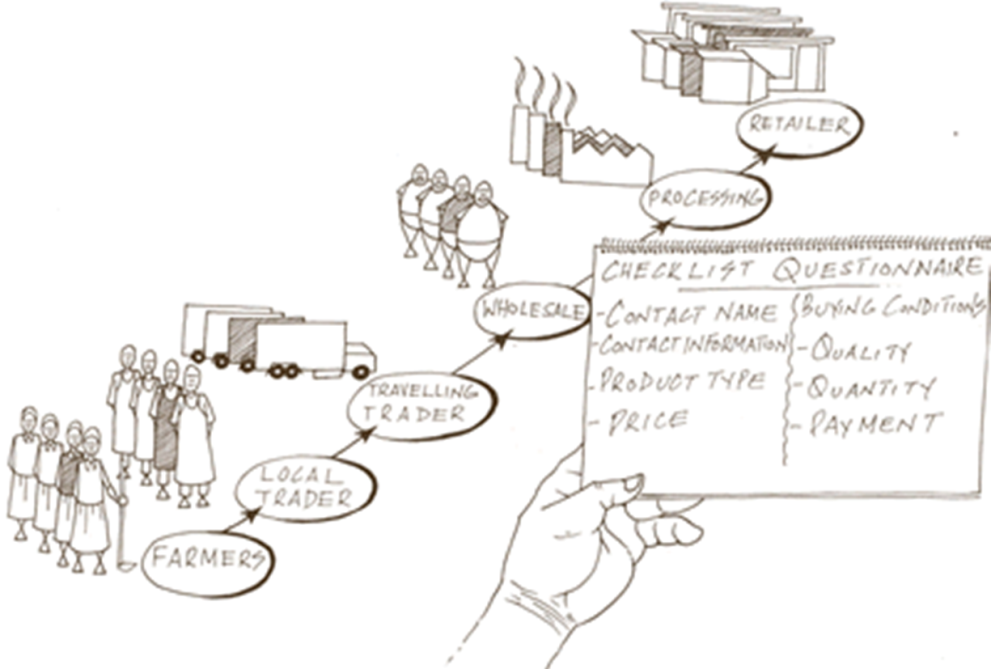 RETAILER
PROCESSING
WHOLESALE
TRAVELLING
TRADER
LOCAL
TRADER
FARMERS
CHECKLIST QUESTIONNAIRE
- CONTACT NAME
- CONTACT INFORMATION
- PRODUCT TYPE
- PRICE
BUYING CONDITIONS
- QUALITY
- QUANTITY
- PAYMENT